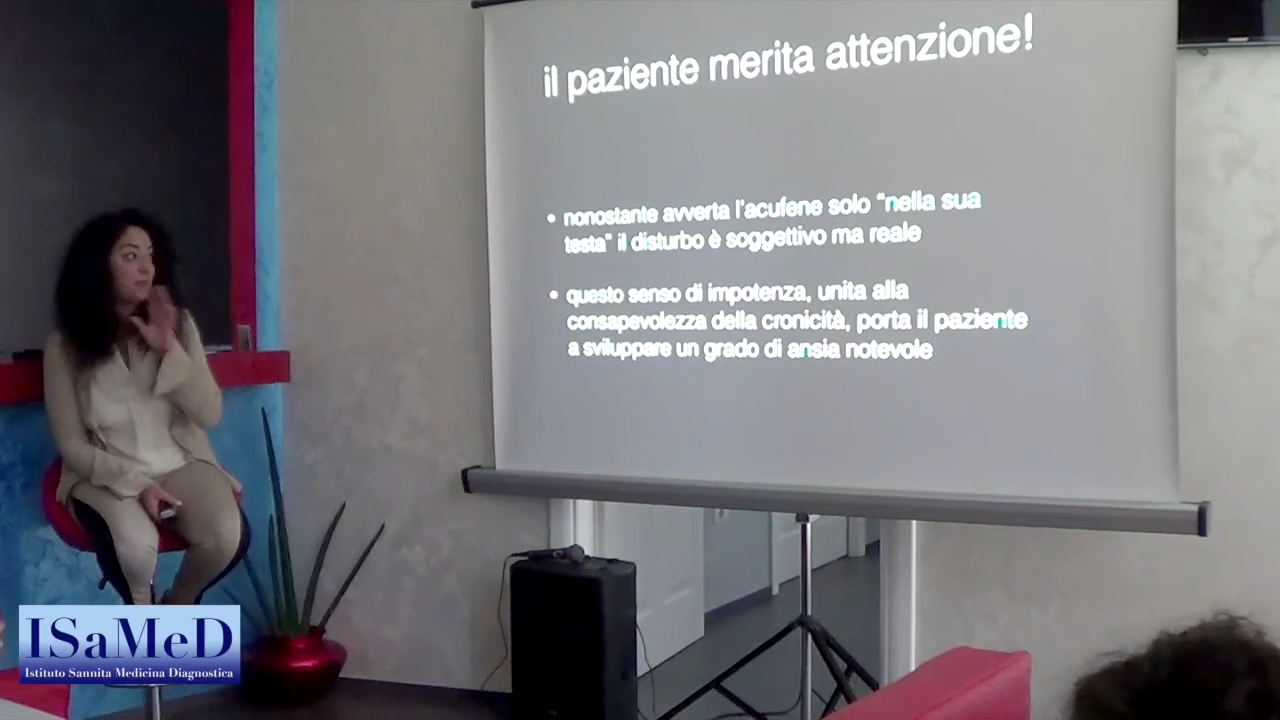 il paziente merita attenzione!
• nonostante avverta l'acufene solo "nella sua
testa" il disturbo è soggettivo ma reale
• questo senso di impotenza, unita alla
consapevolezza della cronicità, porta il paziente
a sviluppare un grado di ansia notevole
ISaMeD
Istituto Sannita Medicina Diagnostica